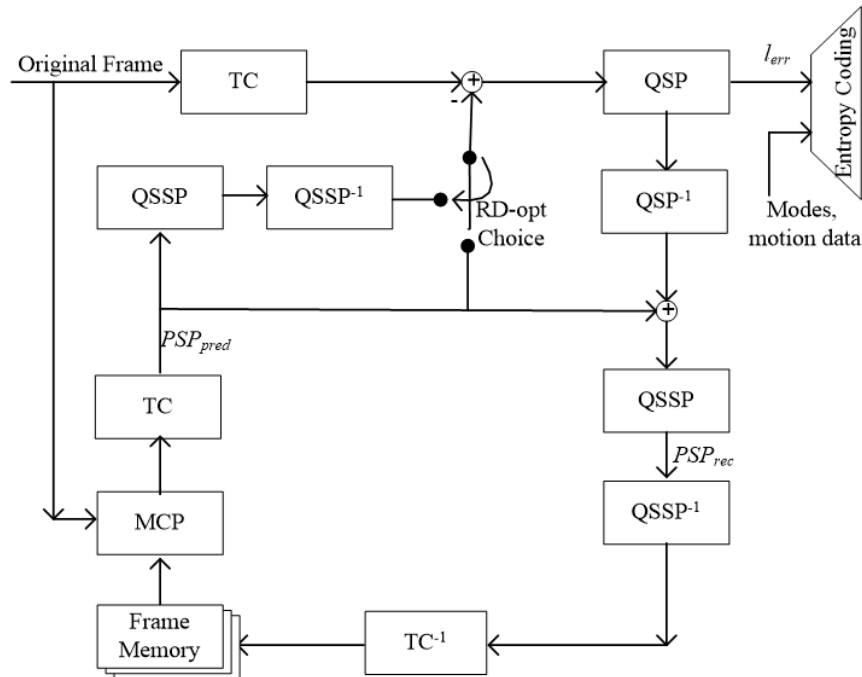 Original Frame
TC
+
-
QSP
l_err
Entropy Coding
QSSP
QSSP-1
RD-opt
Choice
QSP-1
Modes,
motion data
+
PSP_pred
TC
QSSP
PSP_rec
MCP
QSSP-1
Frame
Memory
TC-1